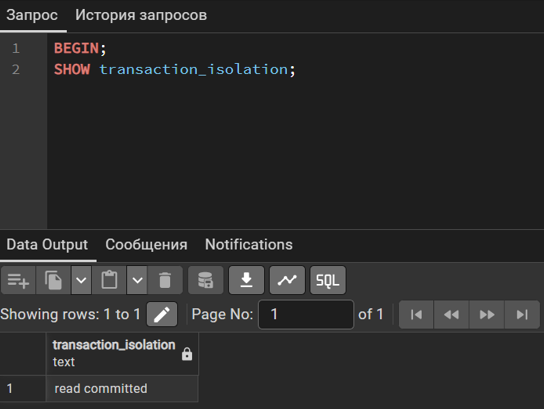 Запрос История запросов
1 BEGIN;
2 SHOW transaction_isolation;
Data Output Сообщения Notifications
SQL
Showing rows: 1 to 1 Page No: 1 of 1
transaction_isolation
text
1 read committed